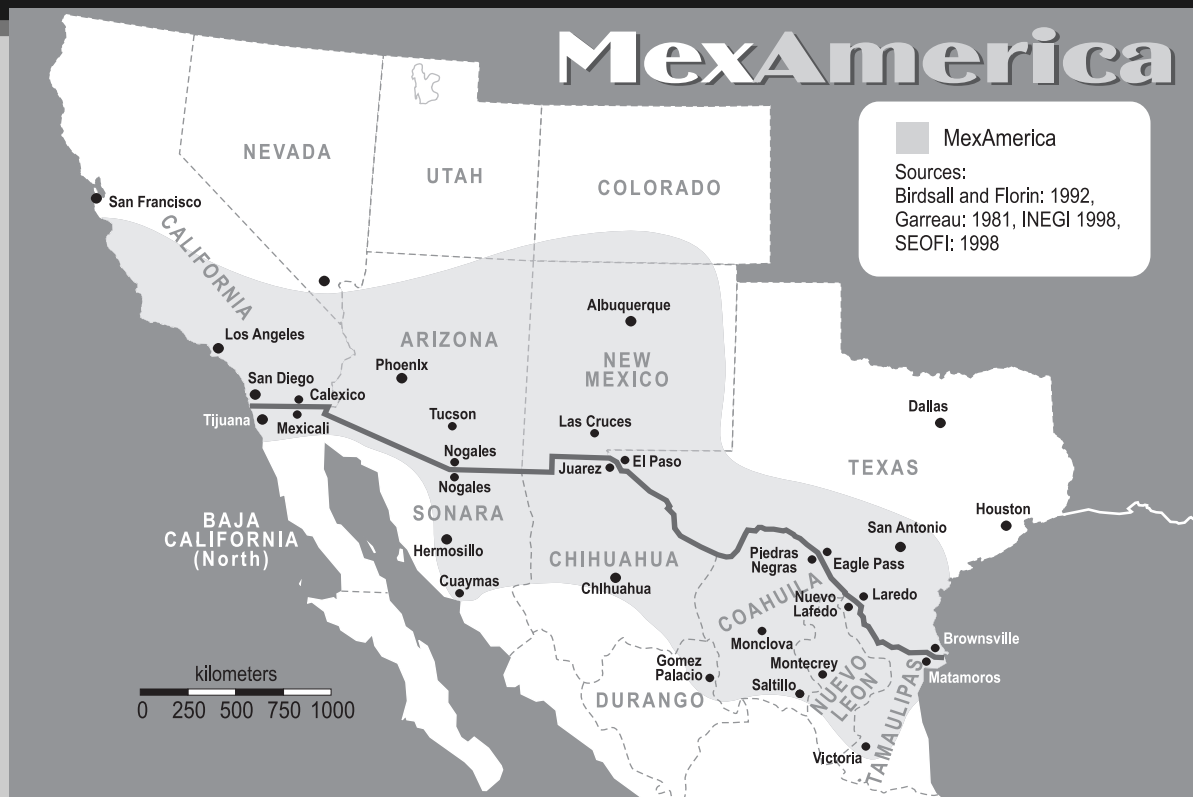 MexAmerica
MexAmerica
Sources:
Birdsall and Florin: 1992,
Garreau: 1981, INEGI 1998,
SEOFI: 1998
NEVADA
UTAH
COLORADO
San Francisco
CALIFORNIA
Los Angeles
San Diego
Calexico
Tijuana
Mexicali
ARIZONA
PhoenIx
Tucson
Nogales
Nogales
Albuquerque
NEW
MEXICO
Las Cruces
Juarez
El Paso
Dallas
TEXAS
Houston
San Antonio
BAJA
CALIFORNIA
(North)
SONARA
Hermosillo
Cuaymas
CHIHUAHUA
ChIhuahua
Piedras
Negras
Eagle Pass
COAHUILA
Nuevo
Lafedo
Laredo
Monclova
Montecrey
Brownsville
Matamoros
Gomez
Palacio
Saltillo
DURANGO
NUEVO
LEON
TAMAULIPAS
Victoria
kilometers
0 250 500 750 1000